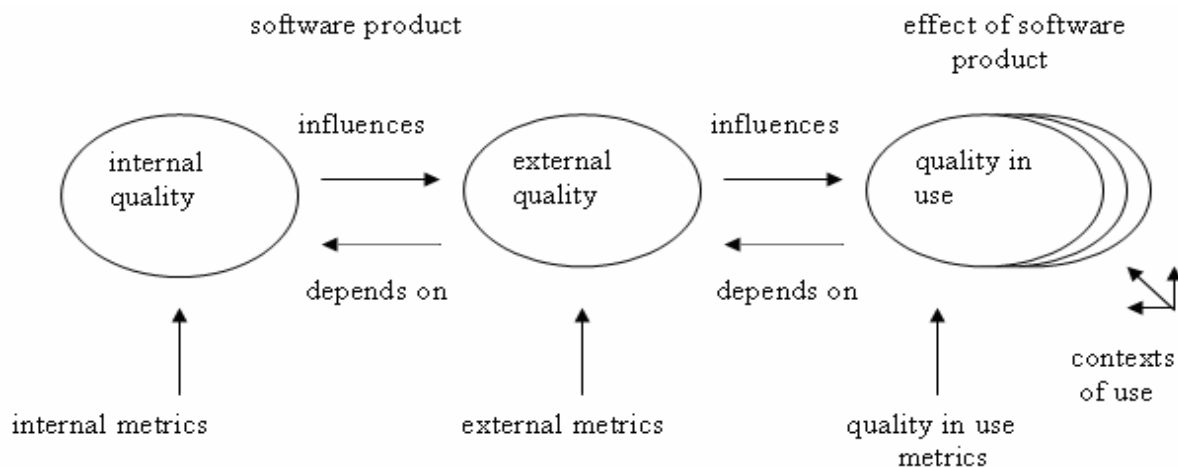 software product
effect of software
product
influences
influences
internal
quality
external
quality
quality in
use
depends on
depends on
contexts
of use
internal metrics
external metrics
quality in use
metrics